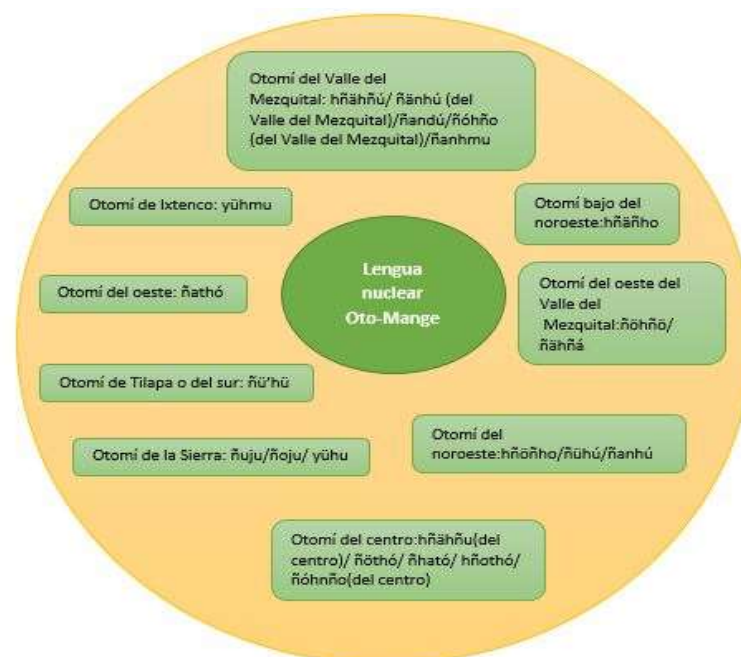 Otomí del Valle del
Mezquital: hñähñú/ ñänhú (del
Valle del Mezquital)/ñandú/ñóhño
(del Valle del Mezquital)/ñanhmu
Otomí de Ixtenco: yühmu
Otomí bajo del
noroeste:hñäñho
Lengua
nuclear
Oto-Mange
Otomí del oeste: ñathó
Otomí del oeste del
Valle del
Mezquital:ñöhñö/
ñähñá
Otomí de Tilapa o del sur: ñü'hü
Otomí de la Sierra: ñuju/ñoju/ yühu
Otomí del
noroeste:hñöñho/ñühú/ñanhú
Otomí del centro:hñähñu(del
centro)/ ñöthó/ ñható/ hñothó/
ñóhnño(del centro)